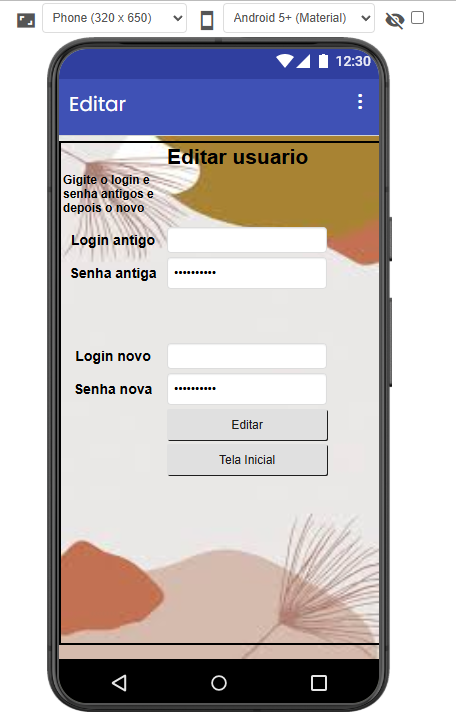 Phone (320 x 650) Android 5+ (Material)
12:30
Editar
Editar usuario
Gigite o login e
senha antigos e
depois o novo
Login antigo
Senha antiga ••••••••••
Login novo
Senha nova ••••••••••
Editar
Tela Inicial